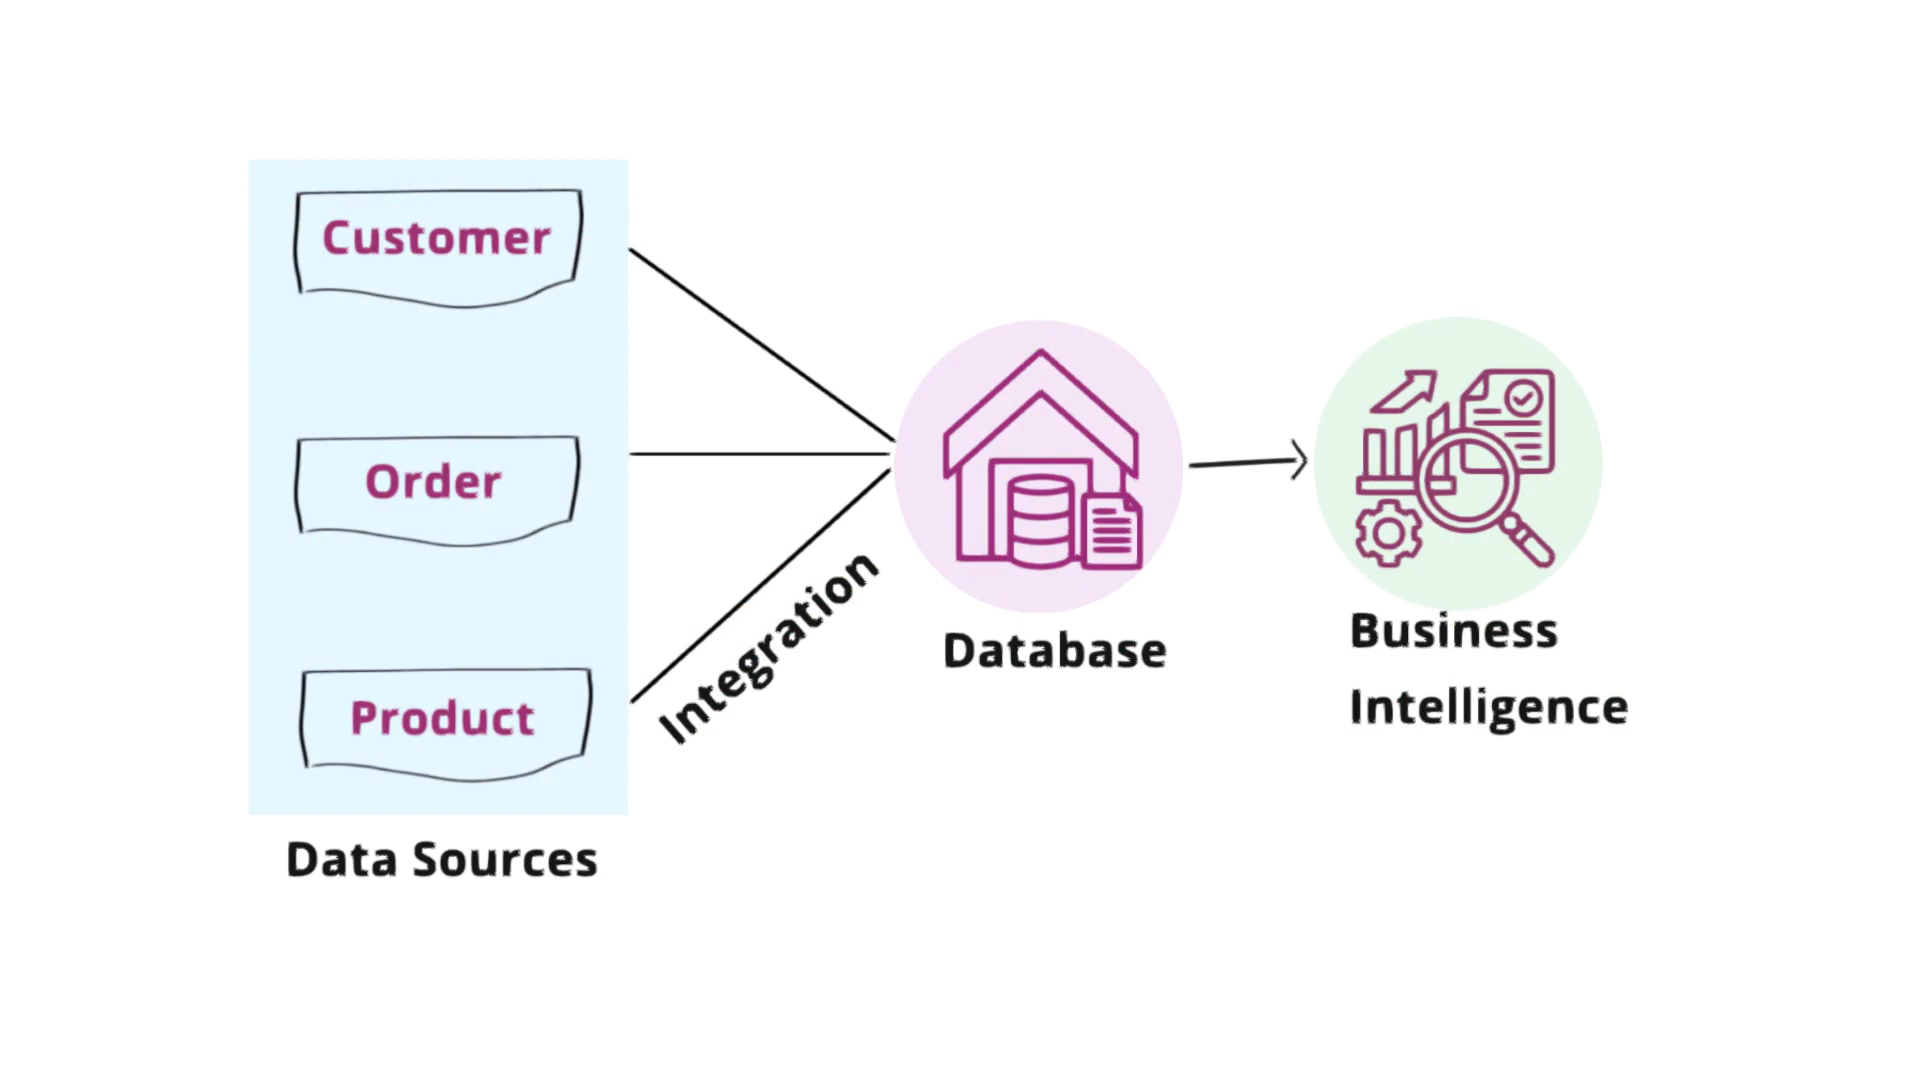 Customer
Order
Product
Data Sources
Integration
Database
Business
Intelligence